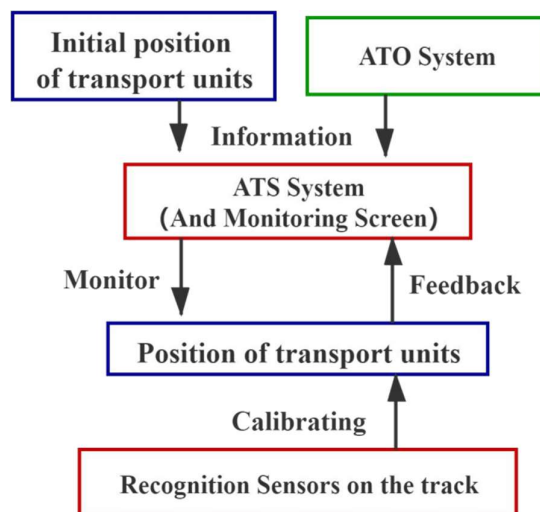 Initial position
of transport units
ATO System
Information
ATS System
(And Monitoring Screen)
Monitor
Feedback
Position of transport units
Calibrating
Recognition Sensors on the track